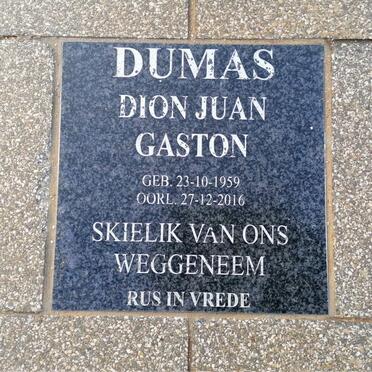 DUMAS
DION JUAN
GASTON
GEB. 23-10-1959
OORL. 27-12-2016
SKIELIK VAN ONS
WEGGENEEM
RUS IN VREDE